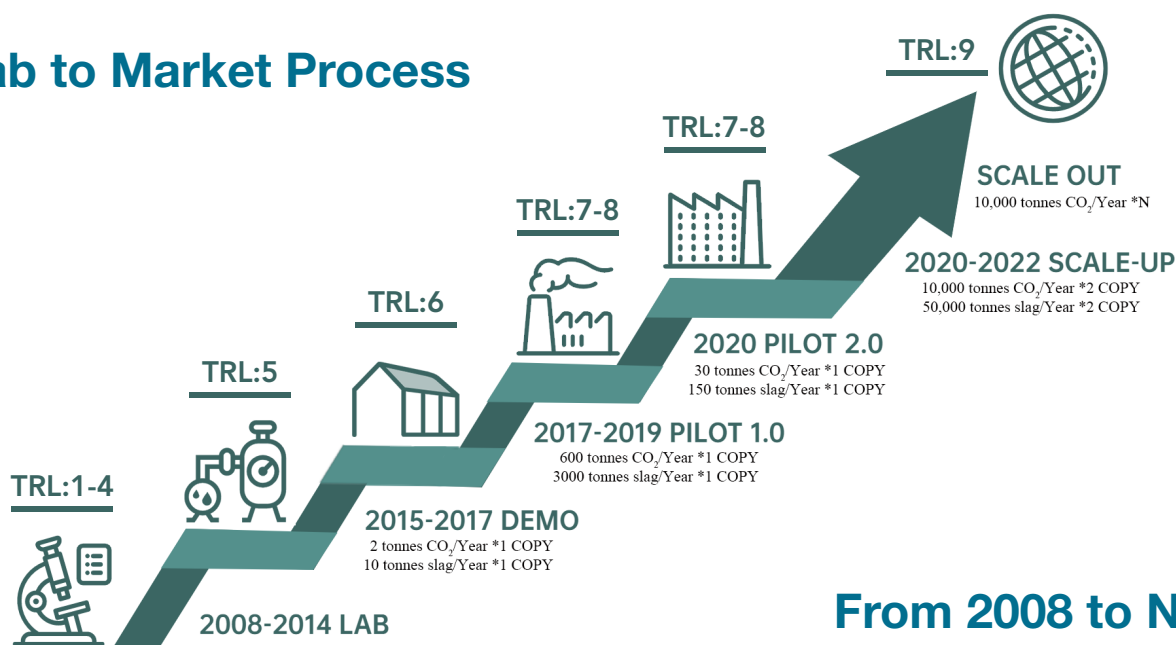 to Market Process
TRL:9
TRL:7-8
SCALE OUT
10,000 tonnes CO₂/Year *N
TRL:7-8
2020-2022 SCALE-UP
10,000 tonnes CO₂/Year *2 COPY
50,000 tonnes slag/Year *2 COPY
TRL:6
2020 PILOT 2.0
30 tonnes CO₂/Year *1 COPY
150 tonnes slag/Year *1 COPY
TRL:5
2017-2019 PILOT 1.0
600 tonnes CO₂/Year *1 COPY
3000 tonnes slag/Year *1 COPY
TRL:1-4
2015-2017 DEMO
2 tonnes CO₂/Year *1 COPY
10 tonnes slag/Year *1 COPY
2008-2014 LAB
From 2008 to